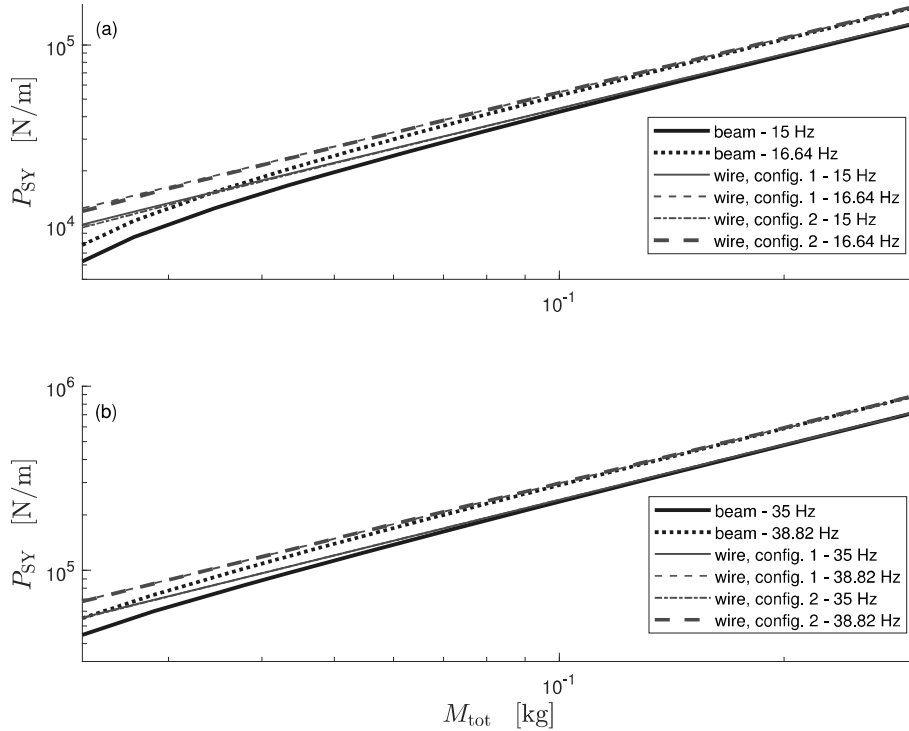 (a)
10^5
10^4
P_SY [N/m]
beam - 15 Hz
beam - 16.64 Hz
wire, config. 1 - 15 Hz
wire, config. 1 - 16.64 Hz
wire, config. 2 - 15 Hz
wire, config. 2 - 16.64 Hz
10^-1
(b)
10^6
10^5
P_SY [N/m]
beam - 35 Hz
beam - 38.82 Hz
wire, config. 1 - 35 Hz
wire, config. 1 - 38.82 Hz
wire, config. 2 - 35 Hz
wire, config. 2 - 38.82 Hz
10^-1
M_tot [kg]